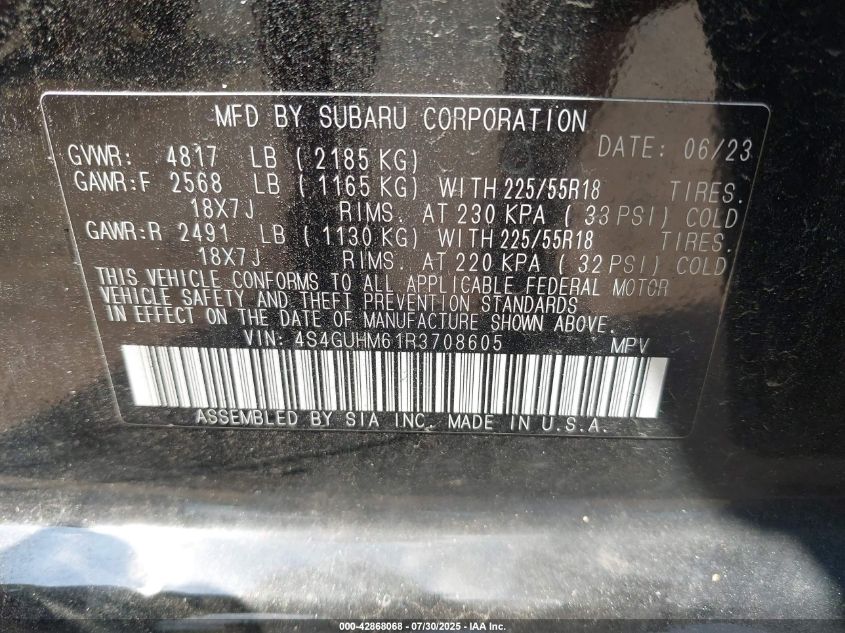 MFD BY SUBARU CORPORATION
DATE: 06/23
GVWR: 4817 LB ( 2185 KG)
GAWR:F 2568 LB ( 1165 KG) WITH 225/55R18 TIRES.
18X7J RIMS. AT 230 KPA ( 33 PSI) COLD
GAWR:R 2491 LB ( 1130 KG) WITH 225/55R18 TIRES.
18X7J RIMS. AT 220 KPA ( 32 PSI) COLD
THIS VEHICLE CONFORMS TO ALL APPLICABLE FEDERAL MOTOR
VEHICLE SAFETY AND THEFT PREVENTION STANDARDS
IN EFFECT ON THE DATE OF MANUFACTURE SHOWN ABOVE.
VIN: 4S4GUHM61R3708605 MPV
ASSEMBLED BY SIA INC. MADE IN U.S.A.
000-42868068 - 07/30/2025 - IAA Inc.